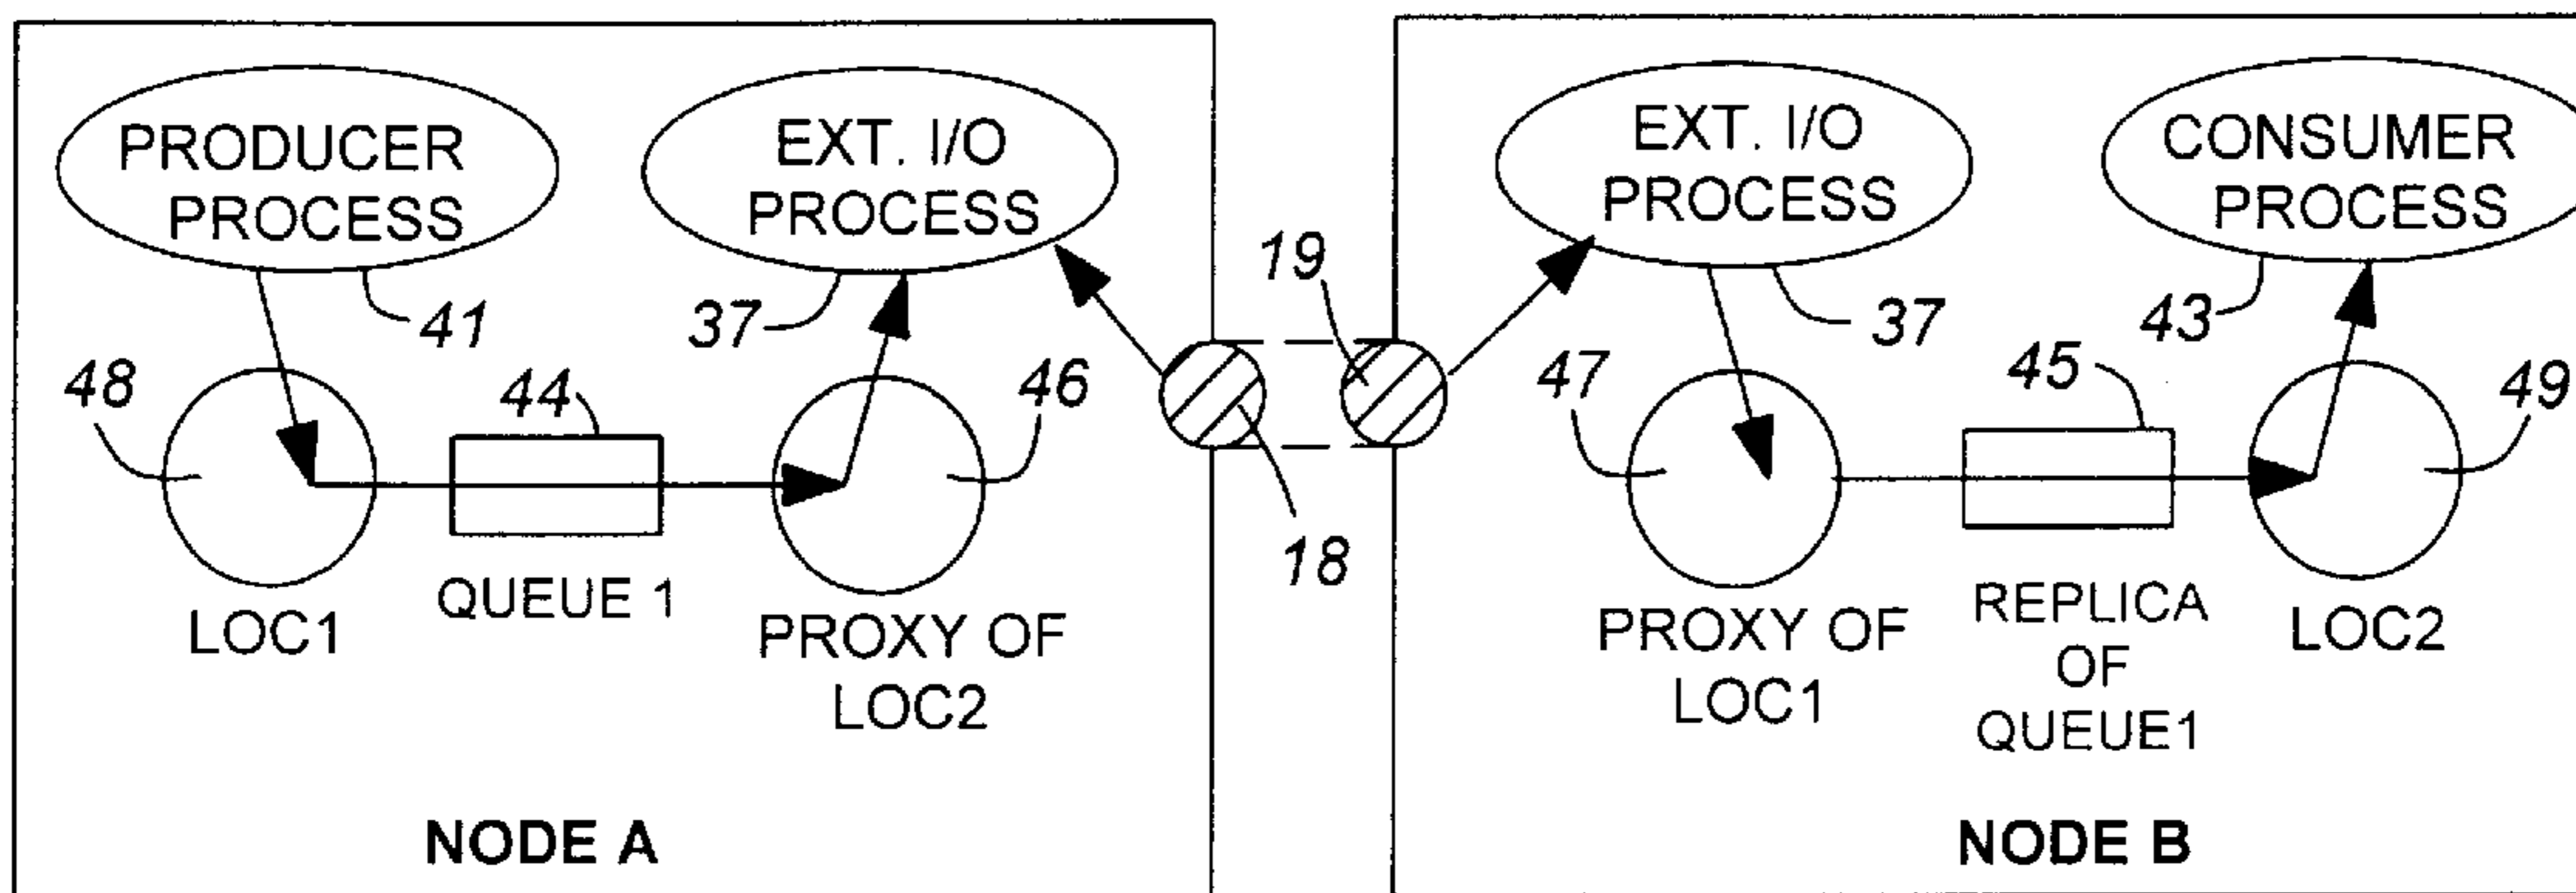 PRODUCER
PROCESS
EXT. I/O
PROCESS
41
37
48
44
46
LOC1
QUEUE 1
PROXY OF
LOC2
NODE A
19
18
EXT. I/O
PROCESS
CONSUMER
PROCESS
37
43
47
45
49
PROXY OF
LOC1
REPLICA
OF
QUEUE1
LOC2
NODE B